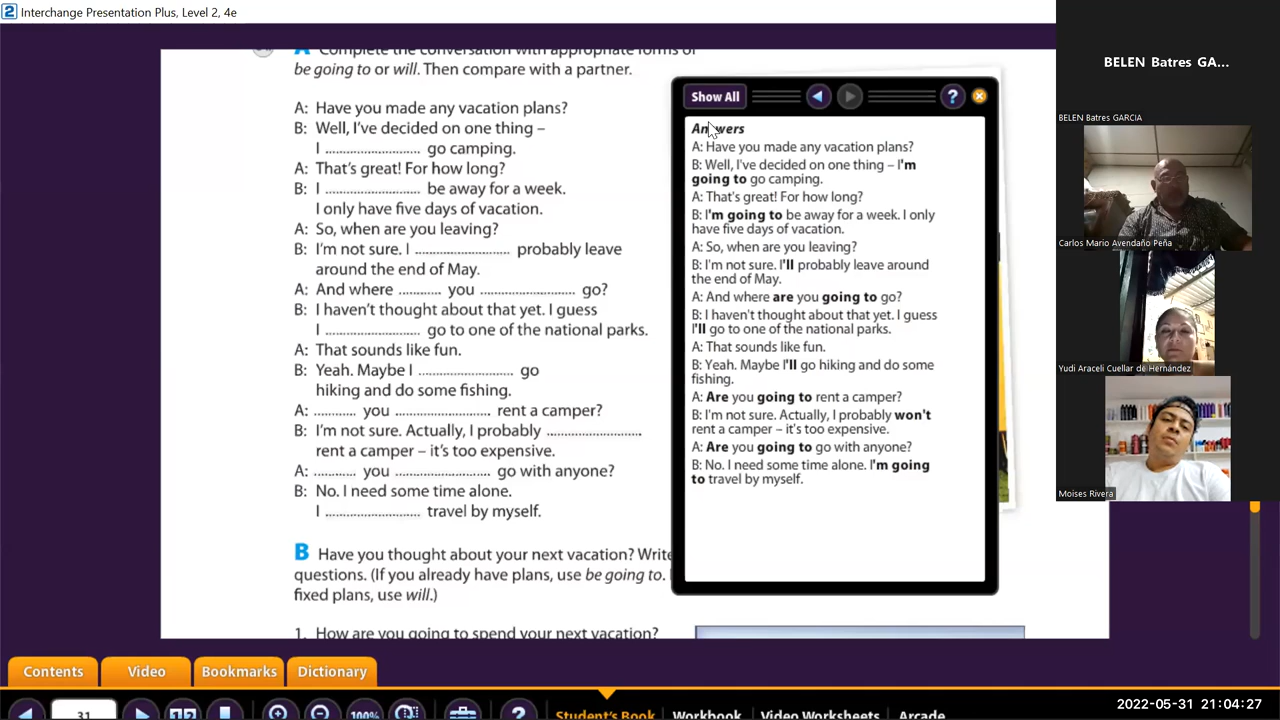 Interchange Presentation Plus, Level 2, 4e
A Complete the conversation with appropriate forms of
be going to or will. Then compare with a partner.
A: Have you made any vacation plans?
B: Well, I've decided on one thing –
I ........................ go camping.
A: That's great! For how long?
B: I ........................ be away for a week.
I only have five days of vacation.
A: So, when are you leaving?
B: I'm not sure. I ........................ probably leave
around the end of May.
A: And where ........... you ........................ go?
B: I haven't thought about that yet. I guess
I ........................ go to one of the national parks.
A: That sounds like fun.
B: Yeah. Maybe I ........................ go
hiking and do some fishing.
A: ........... you ........................ rent a camper?
B: I'm not sure. Actually, I probably ........................
rent a camper – it's too expensive.
A: ........... you ........................ go with anyone?
B: No. I need some time alone.
I ........................ travel by myself.
B Have you thought about your next vacation? Write
questions. (If you already have plans, use be going to.
fixed plans, use will.)
1. How are you going to spend your next vacation?
Show All
?
Answers
A: Have you made any vacation plans?
B: Well, I've decided on one thing – I'm
going to go camping.
A: That's great! For how long?
B: I'm going to be away for a week. I only
have five days of vacation.
A: So, when are you leaving?
B: I'm not sure. I'll probably leave around
the end of May.
A: And where are you going to go?
B: I haven't thought about that yet. I guess
I'll go to one of the national parks.
A: That sounds like fun.
B: Yeah. Maybe I'll go hiking and do some
fishing.
A: Are you going to rent a camper?
B: I'm not sure. Actually, I probably won't
rent a camper – it's too expensive.
A: Are you going to go with anyone?
B: No. I need some time alone. I'm going
to travel by myself.
BELEN Batres GA...
BELEN Batres GARCIA
Carlos Mario Avendaño Peña
Yudi Araceli Cuellar de Hernández
Moises Rivera
Contents Video Bookmarks Dictionary
31 100% ? Student's Book Workbook Video Worksheets Arcade
2022-05-31 21:04:27